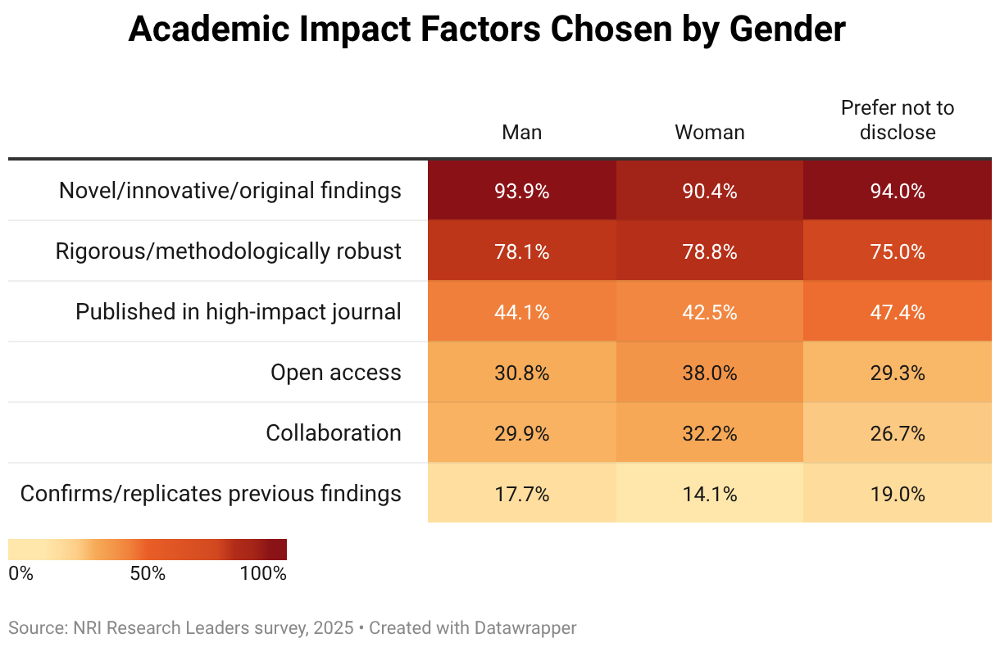 Academic Impact Factors Chosen by Gender
Man Woman Prefer not to
disclose
Novel/innovative/original findings 93.9% 90.4% 94.0%
Rigorous/methodologically robust 78.1% 78.8% 75.0%
Published in high-impact journal 44.1% 42.5% 47.4%
Open access 30.8% 38.0% 29.3%
Collaboration 29.9% 32.2% 26.7%
Confirms/replicates previous findings 17.7% 14.1% 19.0%
0% 50% 100%
Source: NRI Research Leaders survey, 2025 • Created with Datawrapper